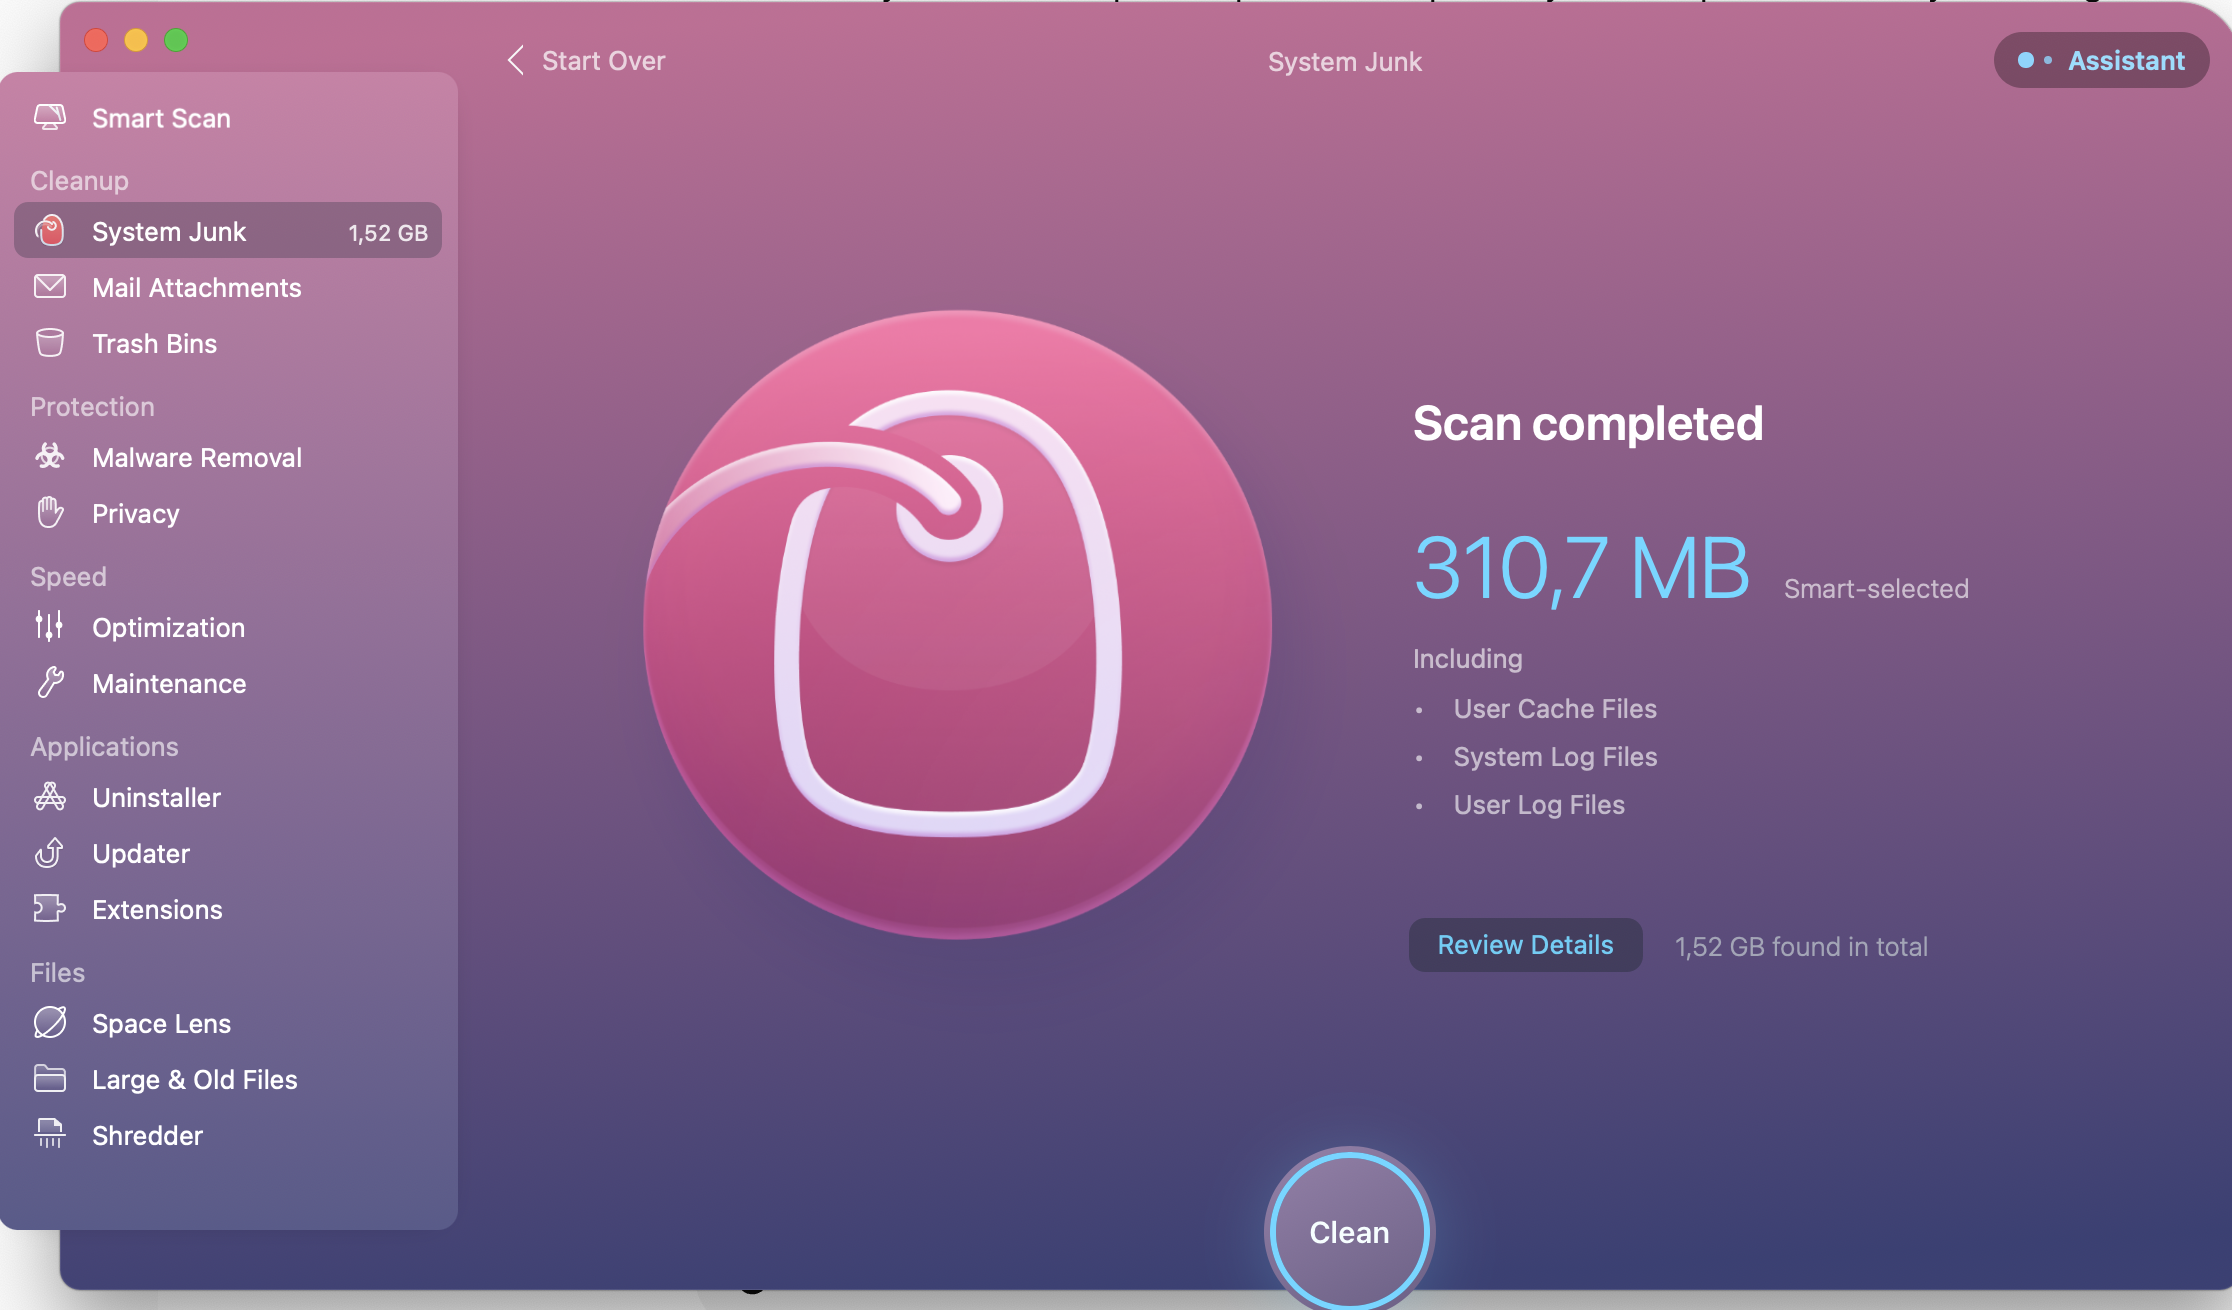 Start Over
System Junk
Assistant
Smart Scan
Cleanup
System Junk 1,52 GB
Mail Attachments
Trash Bins
Protection
Malware Removal
Privacy
Speed
Optimization
Maintenance
Applications
Uninstaller
Updater
Extensions
Files
Space Lens
Large & Old Files
Shredder
Scan completed
310,7 MB Smart-selected
Including
• User Cache Files
• System Log Files
• User Log Files
Review Details 1,52 GB found in total
Clean